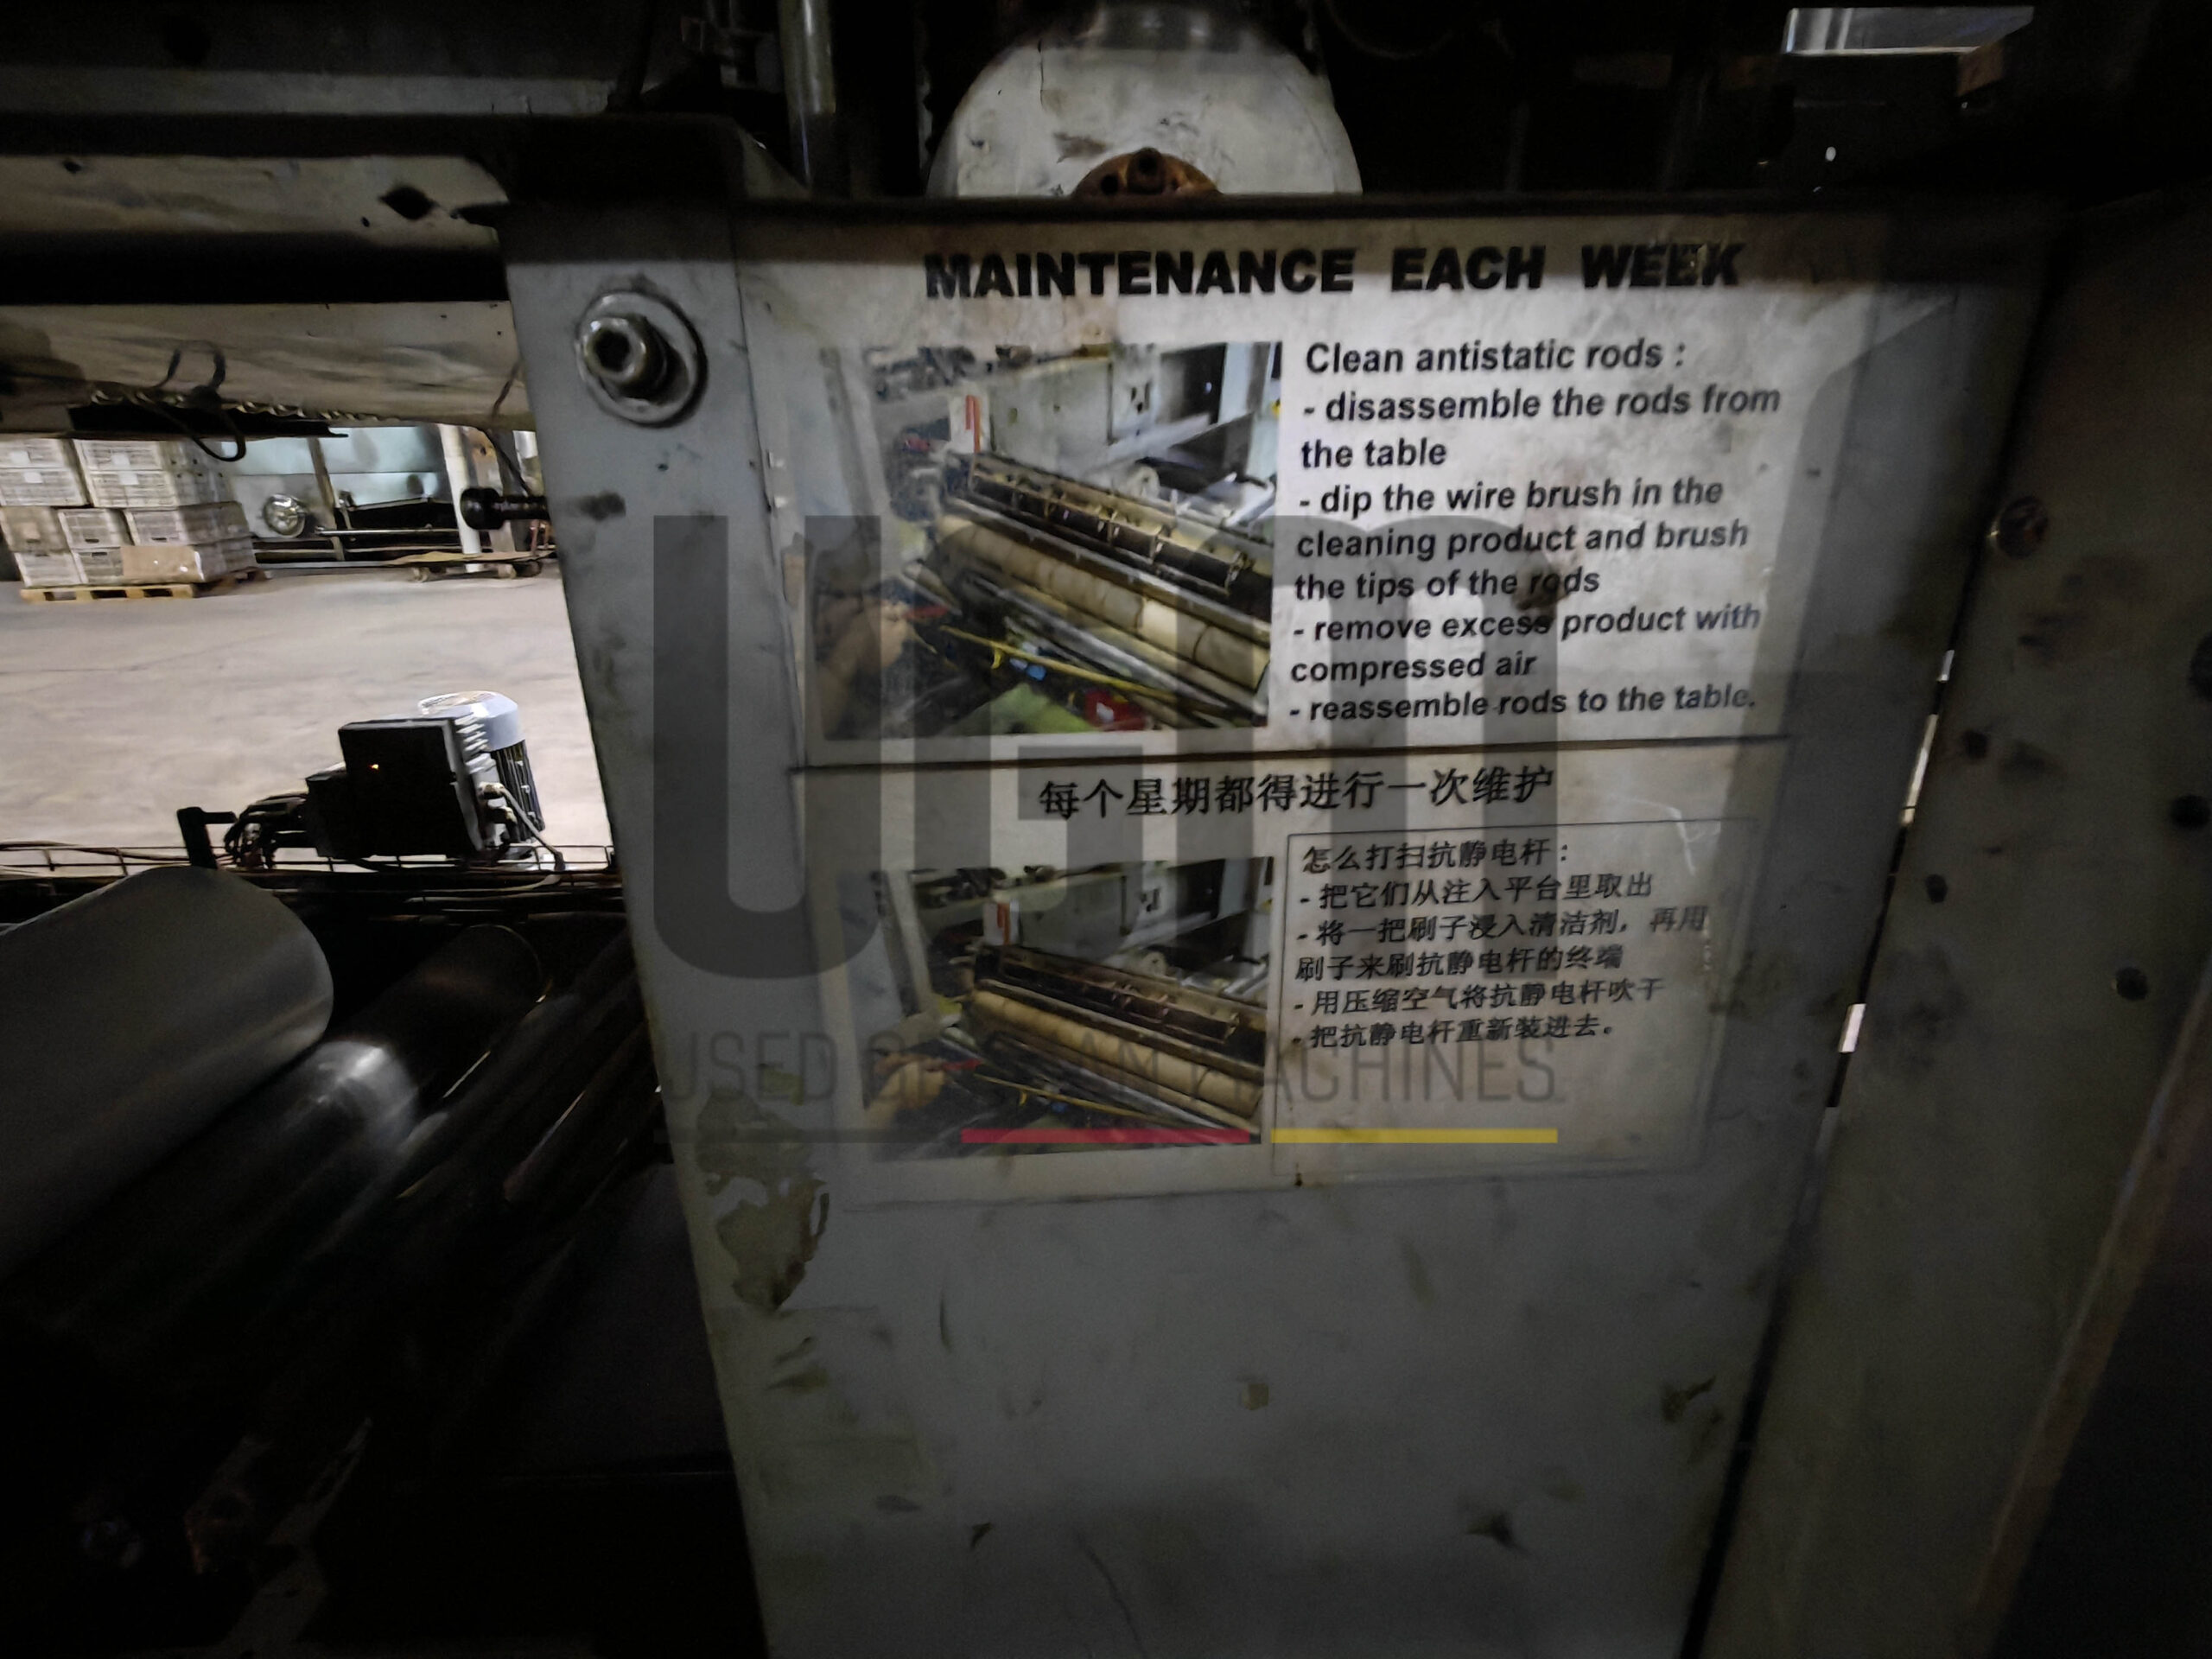 MAINTENANCE EACH WEEK
Clean antistatic rods :
- disassemble the rods from
the table
- dip the wire brush in the
cleaning product and brush
the tips of the rods
- remove excess product with
compressed air
- reassemble rods to the table.
每个星期都得进行一次维护
怎么打扫抗静电杆：
- 把它们从注入平台里取出
- 将一把刷子浸入清洁剂，再用
刷子来刷抗静电杆的终端
- 用压缩空气将抗静电杆吹干
- 把抗静电杆重新装进去。
UGM
USED GERMAN MACHINES